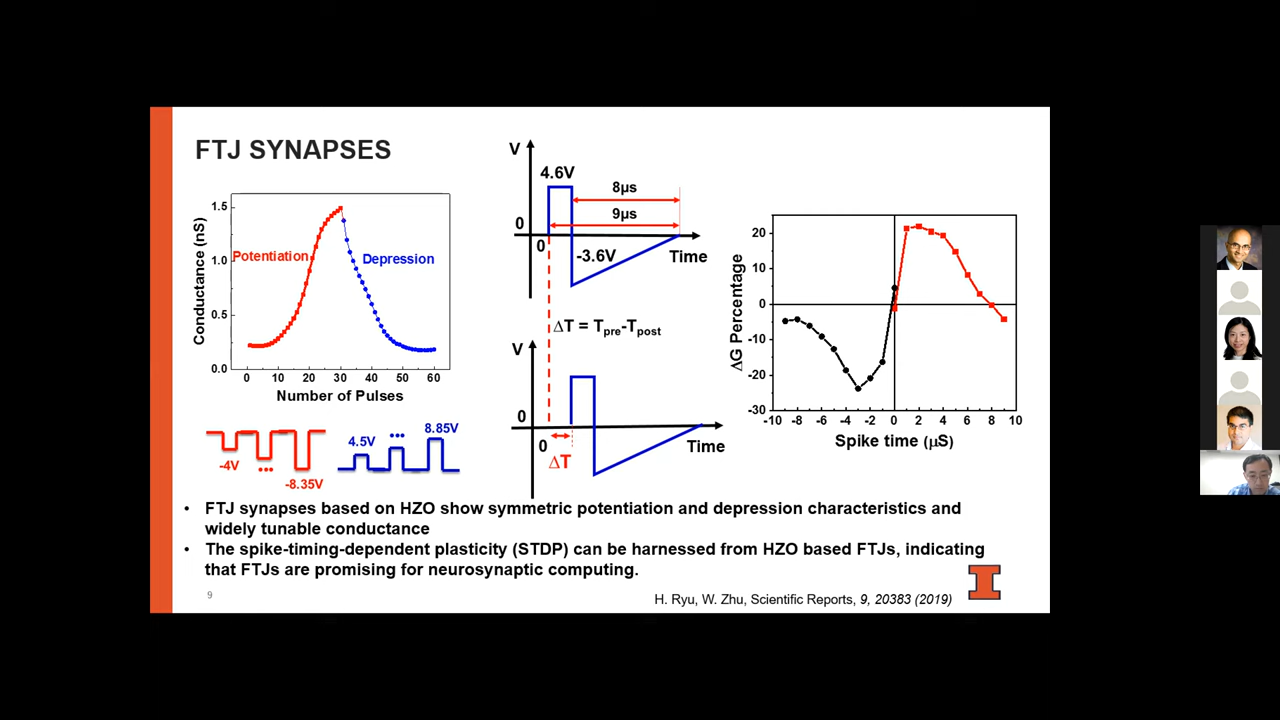 FTJ SYNAPSES
Conductance (nS)
1.5
1.0
0.5
0.0
Potentiation
Depression
0 10 20 30 40 50 60
Number of Pulses
-4V
•••
-8.35V
4.5V
•••
8.85V
V
4.6V
8µs
9µs
0
0
-3.6V
Time
ΔT = Tpre-Tpost
V
0
0
Time
ΔT
ΔG Percentage
20
10
0
-10
-20
-30
-10 -8 -6 -4 -2 0 2 4 6 8 10
Spike time (µS)
• FTJ synapses based on HZO show symmetric potentiation and depression characteristics and
widely tunable conductance
• The spike-timing-dependent plasticity (STDP) can be harnessed from HZO based FTJs, indicating
that FTJs are promising for neurosynaptic computing.
9
H. Ryu, W. Zhu, Scientific Reports, 9, 20383 (2019)